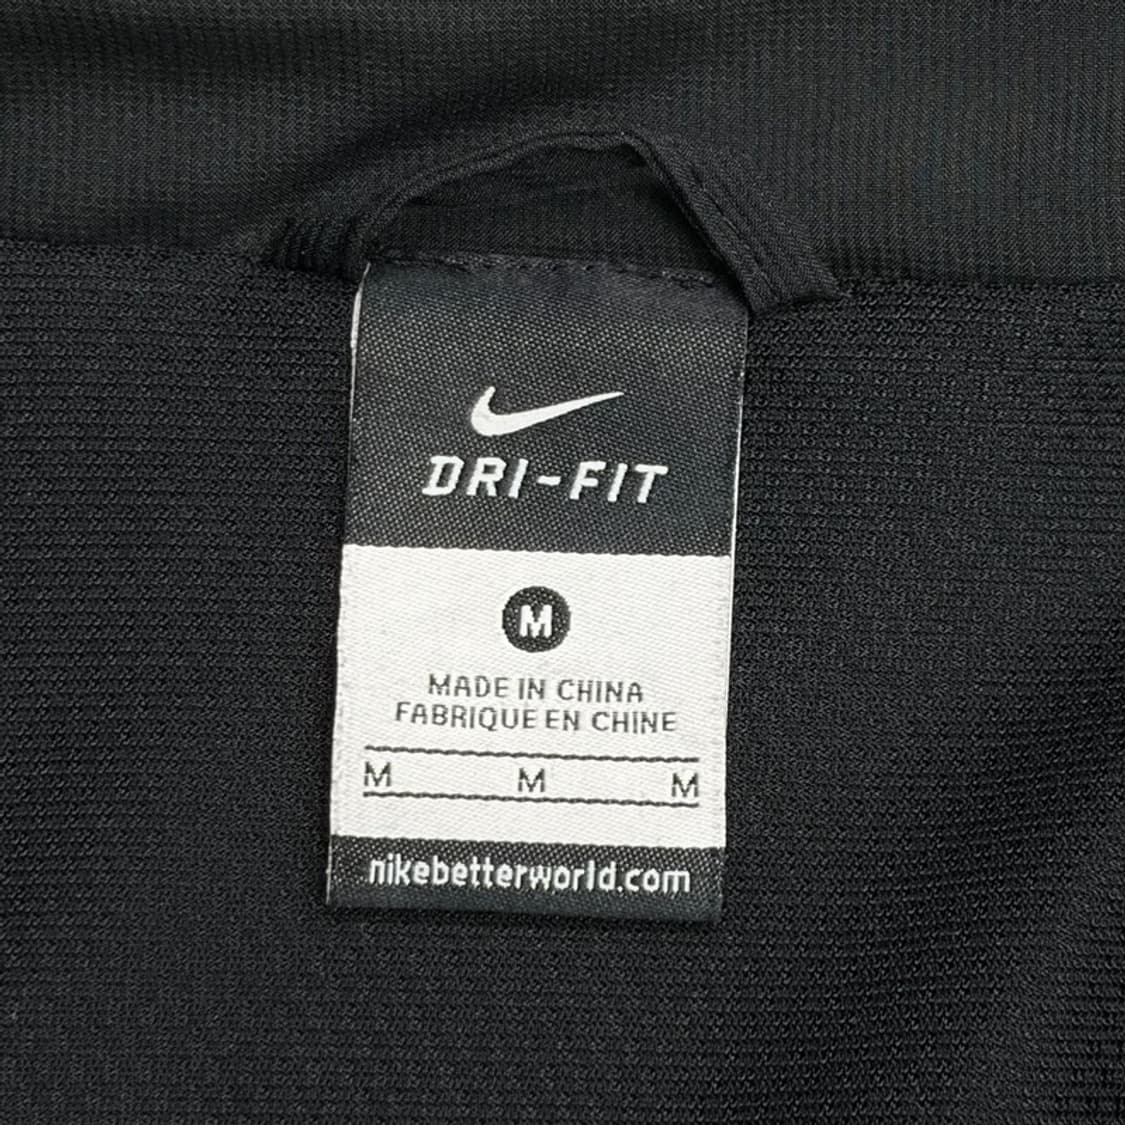 DRI-FIT
M
MADE IN CHINA
FABRIQUE EN CHINE
M M M
nikebetterworld.com